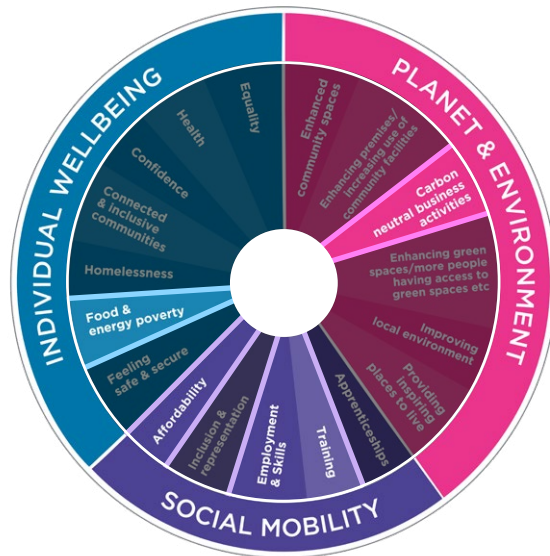 INDIVIDUAL WELLBEING
Equality
Health
Confidence
Connected
& inclusive
communities
Homelessness
Food &
energy poverty
Feeling
safe & secure
PLANET & ENVIRONMENT
Enhanced
community spaces
Enhancing premises/
increasing use of
community facilities
Carbon
neutral business
activities
Enhancing green
spaces/more people
having access to
green spaces etc
Improving
local environment
Providing
inspiring
places to live
SOCIAL MOBILITY
Affordability
Inclusion &
representation
Employment
& Skills
Training
Apprenticeships